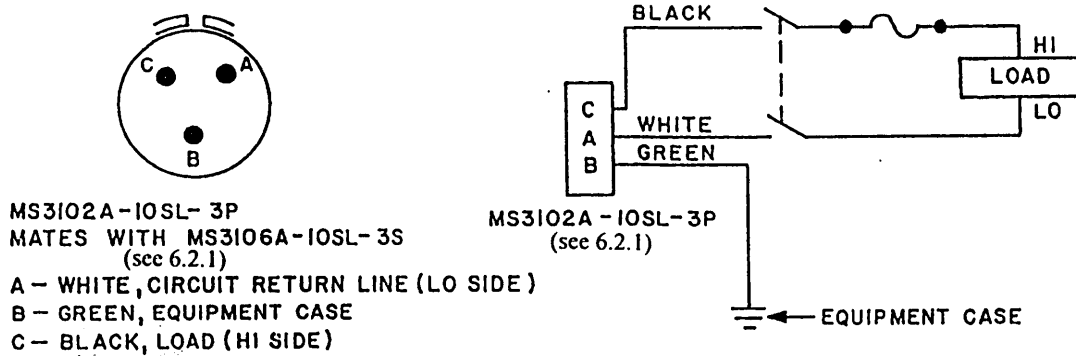 C
A
B
MS3102A-10SL-3P
MATES WITH MS3106A-10SL-3S
(see 6.2.1)
A - WHITE, CIRCUIT RETURN LINE (LO SIDE)
B - GREEN, EQUIPMENT CASE
C - BLACK, LOAD (HI SIDE)
BLACK
HI
LOAD
LO
C
A
B
WHITE
GREEN
MS3102A-10SL-3P
(see 6.2.1)
EQUIPMENT CASE